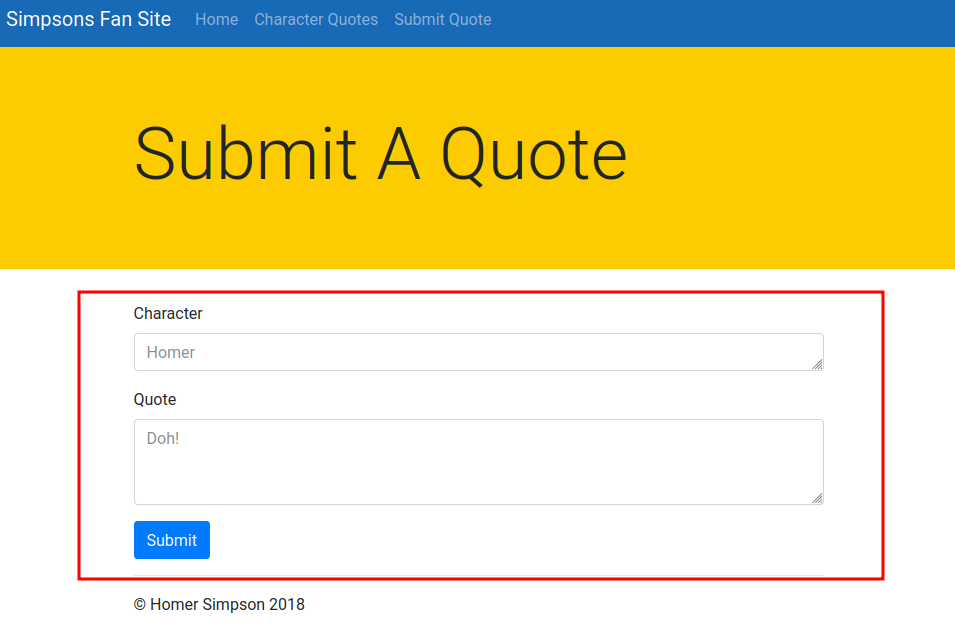 Simpsons Fan Site Home Character Quotes Submit Quote
Submit A Quote
Character
Homer
Quote
Doh!
Submit
© Homer Simpson 2018